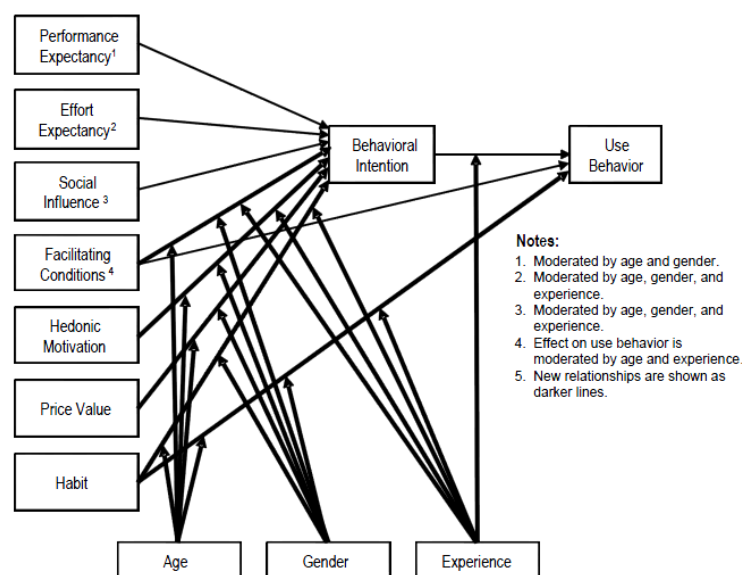 Performance
Expectancy1
Effort
Expectancy2
Social
Influence 3
Facilitating
Conditions 4
Hedonic
Motivation
Price Value
Habit
Behavioral
Intention
Use
Behavior
Notes:
1. Moderated by age and gender.
2. Moderated by age, gender, and
experience.
3. Moderated by age, gender, and
experience.
4. Effect on use behavior is
moderated by age and experience.
5. New relationships are shown as
darker lines.
Age
Gender
Experience